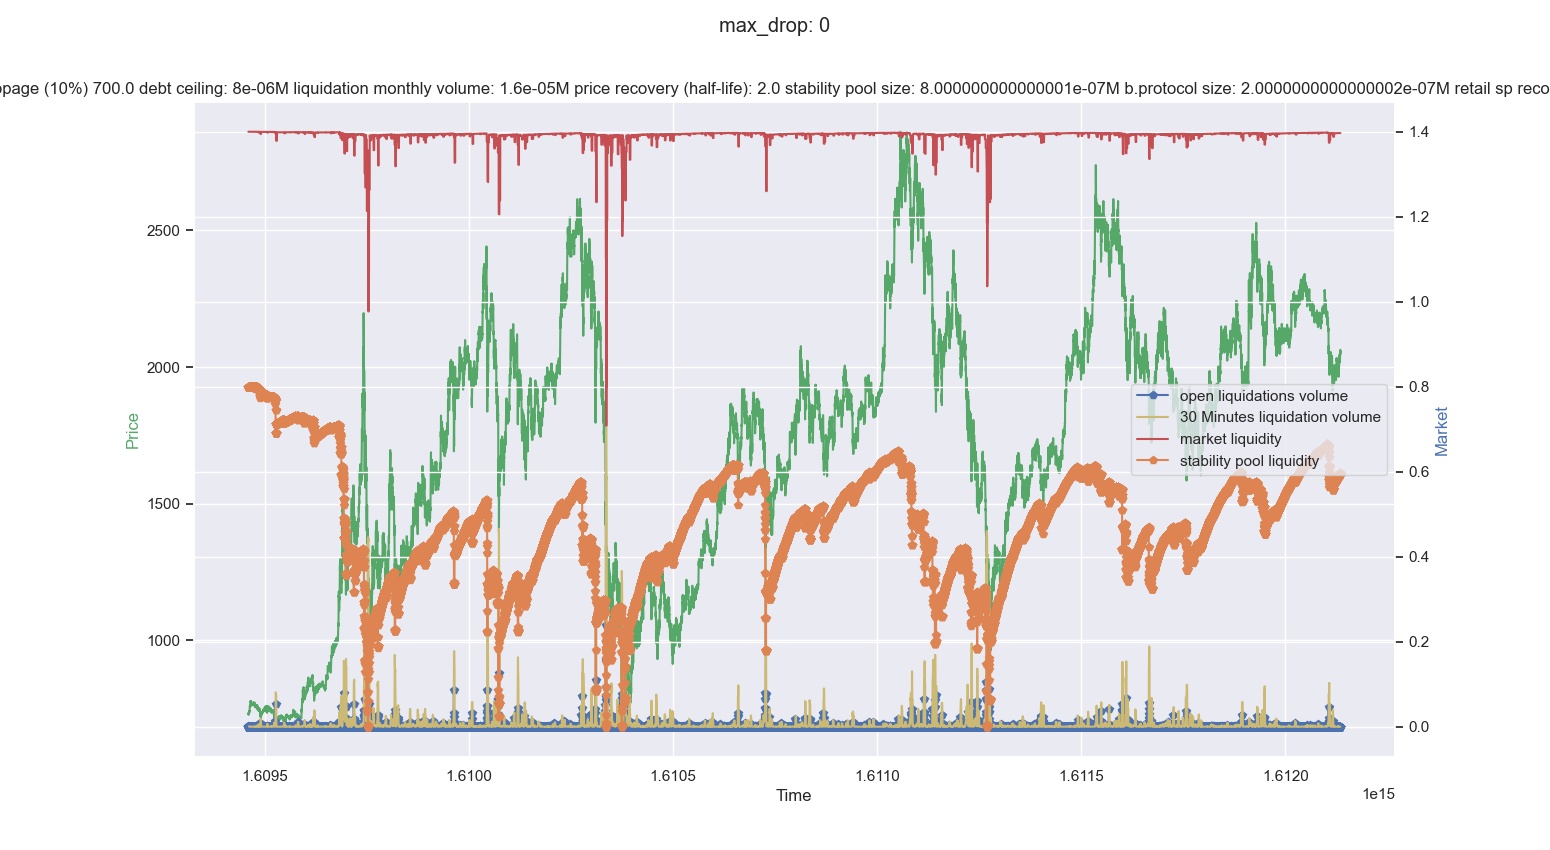 max_drop: 0
(10%) 700.0 debt ceiling: 8e-06M liquidation monthly volume: 1.6e-05M price recovery (half-life): 2.0 stability pool size: 8.000000000000001e-07M b.protocol size: 2.0000000000000002e-07M retail sp reco
1.4
2500
1.2
1.0
2000
0.8
open liquidations volume
30 Minutes liquidation volume
market liquidity
stability pool liquidity
Price
Market
0.6
1500
0.4
1000
0.2
0.0
1.6095 1.6100 1.6105 1.6110 1.6115 1.6120
Time
1e15